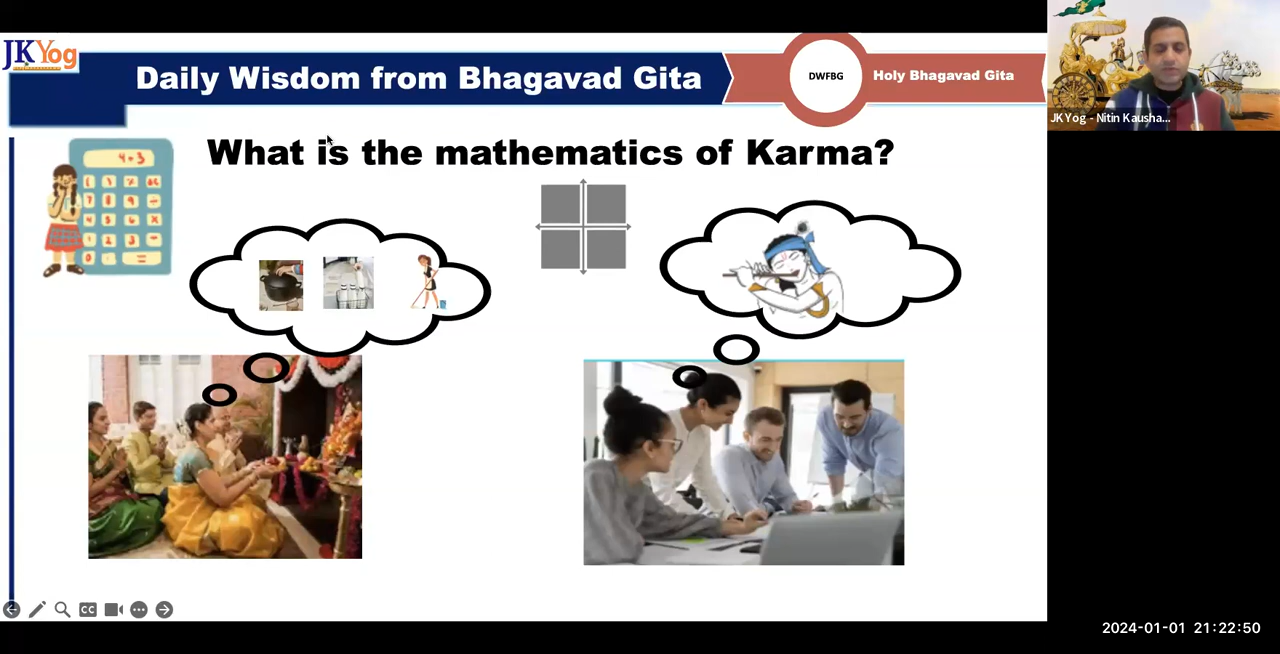 JKYog
Daily Wisdom from Bhagavad Gita
DWFBG
Holy Bhagavad Gita
JKYog - Nitin Kausha...
What is the mathematics of Karma?
CC
2024-01-01 21:22:50